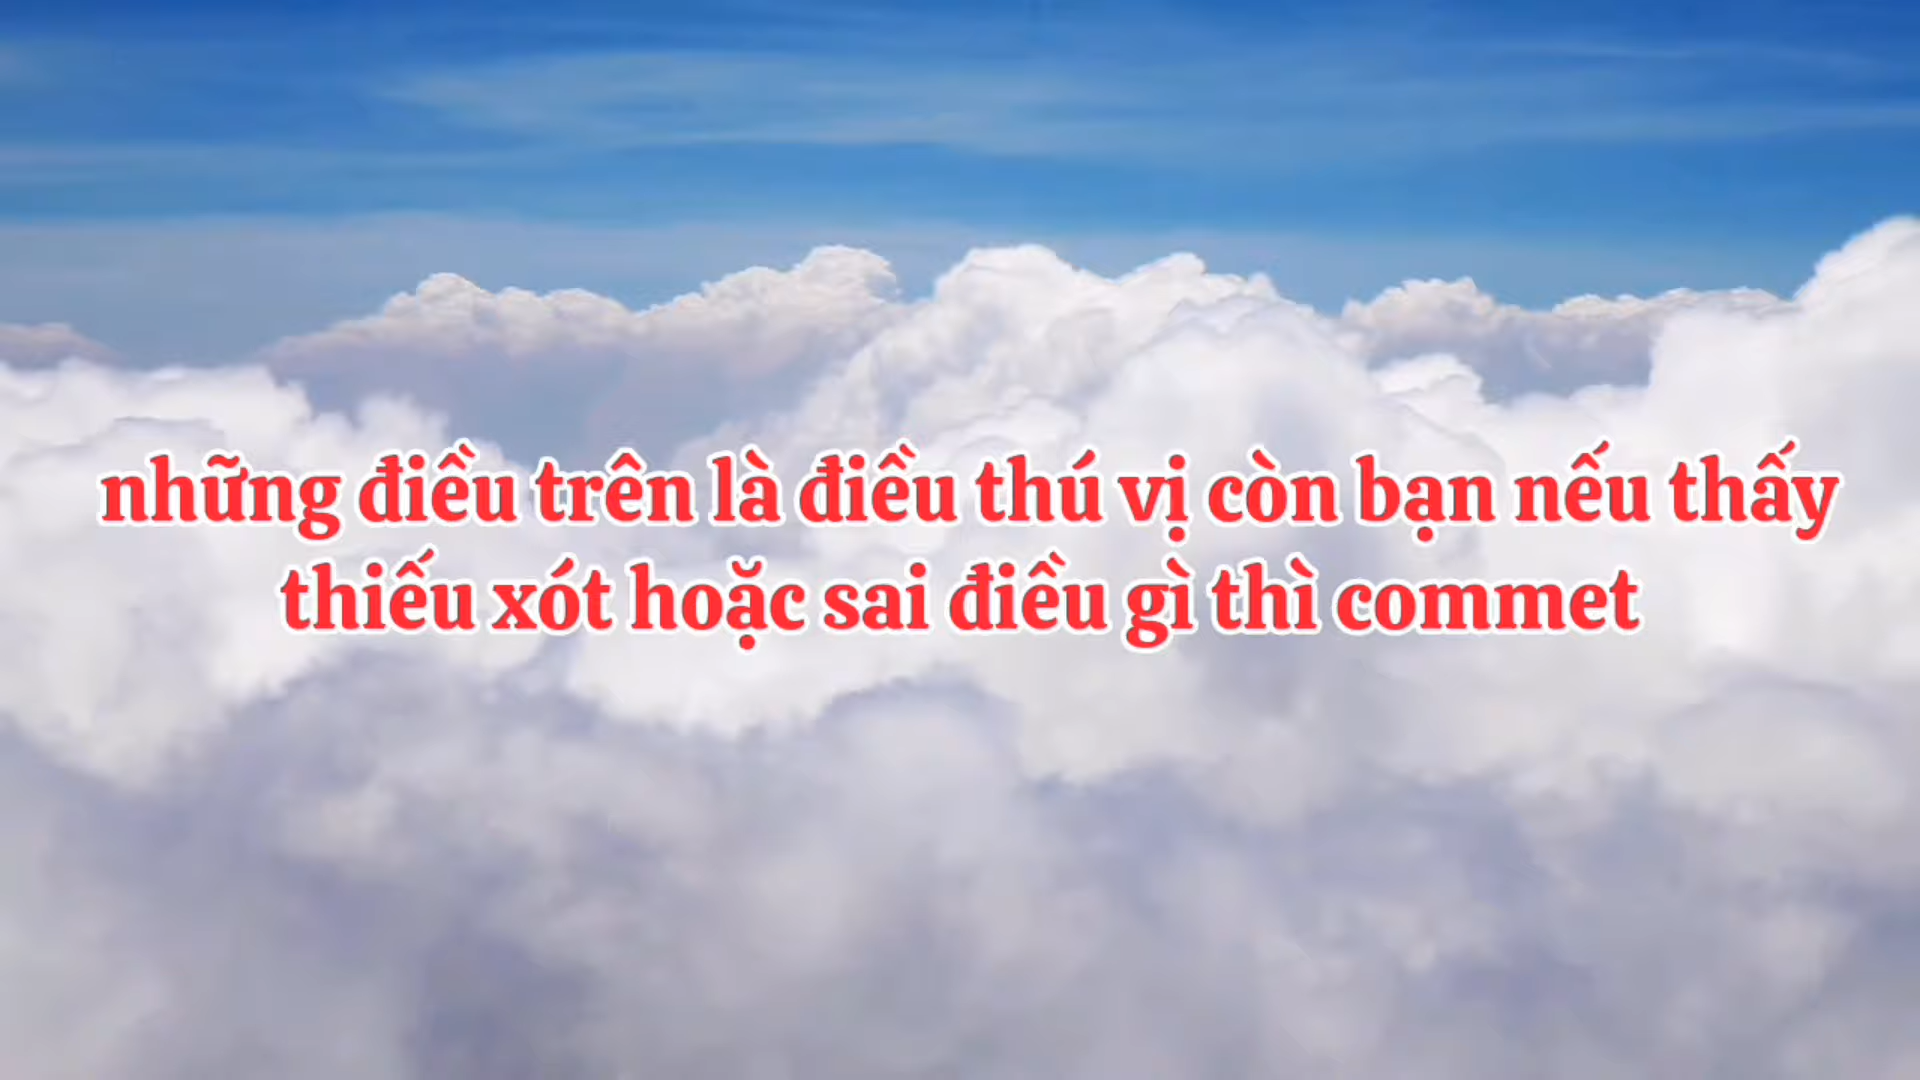 những điều trên là điều thú vị còn bạn nếu thấy
thiếu xót hoặc sai điều gì thì commet